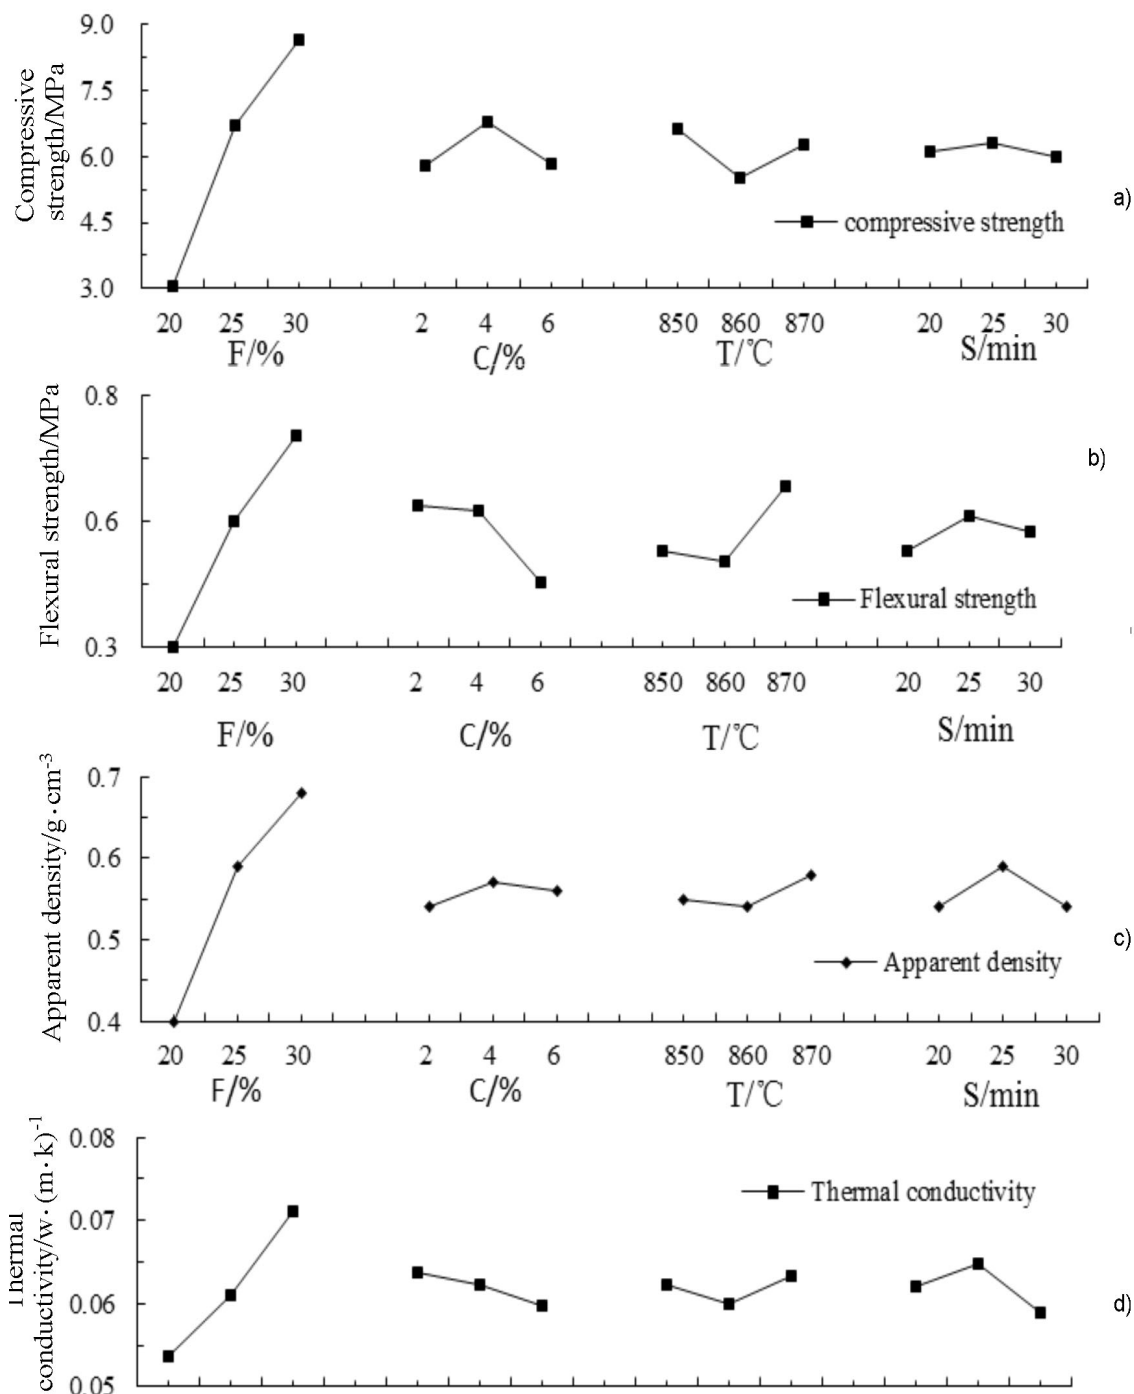 9.0
7.5
6.0
4.5
3.0
Compressive
strength/MPa
compressive strength
a)
20 25 30 2 4 6 850 860 870 20 25 30
F/% C/% T/℃ S/min
0.8
0.6
0.3
Flexural strength/MPa
b)
Flexural strength
20 25 30 2 4 6 850 860 870 20 25 30
F/% C/% T/℃ S/min
0.7
0.6
0.5
0.4
Apparent density/g·cm⁻³
c)
Apparent density
20 25 30 2 4 6 850 860 870 20 25 30
F/% C/% T/℃ S/min
0.08
0.07
0.06
0.05
Thermal
conductivity/w·(m·k)⁻¹
Thermal conductivity
d)